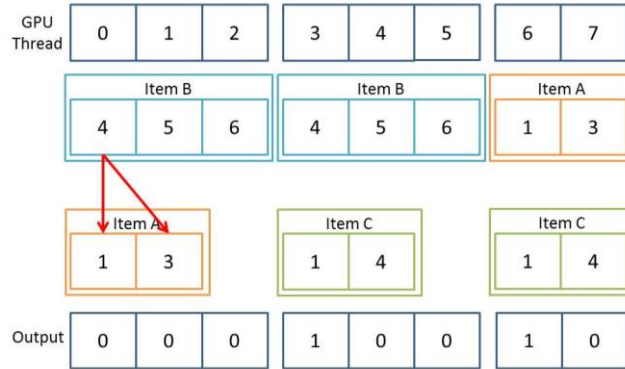 GPU Thread 0 1 2 3 4 5 6 7
Item B Item B Item A
4 5 6 4 5 6 1 3
Item A Item C Item C
1 3 1 4 1 4
Output 0 0 0 1 0 0 1 0